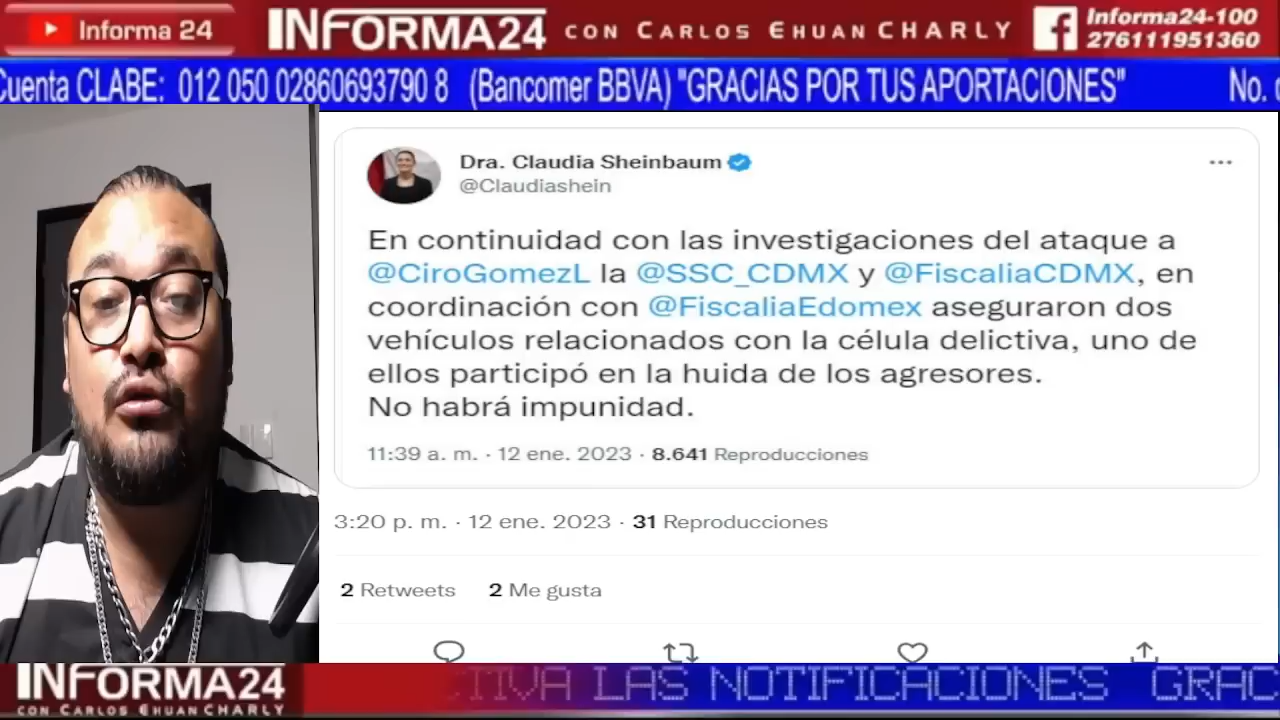 Informa 24
INFORMA24 CON CARLOS EHUAN CHARLY
Informa24-100
276111951360
Cuenta CLABE: 012 050 02860693790 8 (Bancomer BBVA) "GRACIAS POR TUS APORTACIONES" No.
Dra. Claudia Sheinbaum
@Claudiashein
En continuidad con las investigaciones del ataque a
@CiroGomezL la @SSC_CDMX y @FiscaliaCDMX, en
coordinación con @FiscaliaEdomex aseguraron dos
vehículos relacionados con la célula delictiva, uno de
ellos participó en la huida de los agresores.
No habrá impunidad.
11:39 a. m. · 12 ene. 2023 · 8.641 Reproducciones
3:20 p. m. · 12 ene. 2023 · 31 Reproducciones
2 Retweets 2 Me gusta
INFORMA24
CON CARLOS EHUAN CHARLY
CTIVA LAS NOTIFICACIONES GRAC